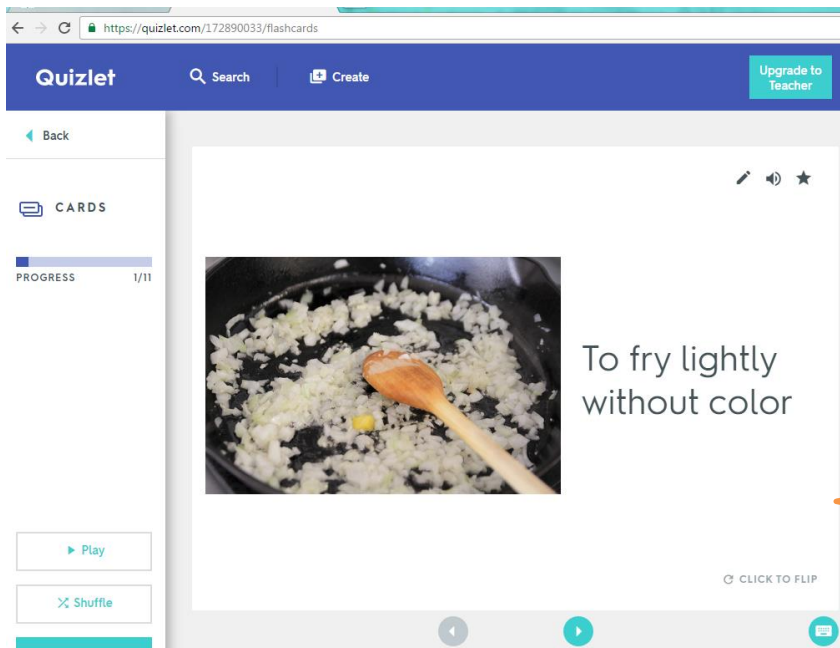 https://quizlet.com/172890033/flashcards
Quizlet
Search
Create
Upgrade to
Teacher
Back
CARDS
PROGRESS 1/11
To fry lightly
without color
Play
Shuffle
CLICK TO FLIP